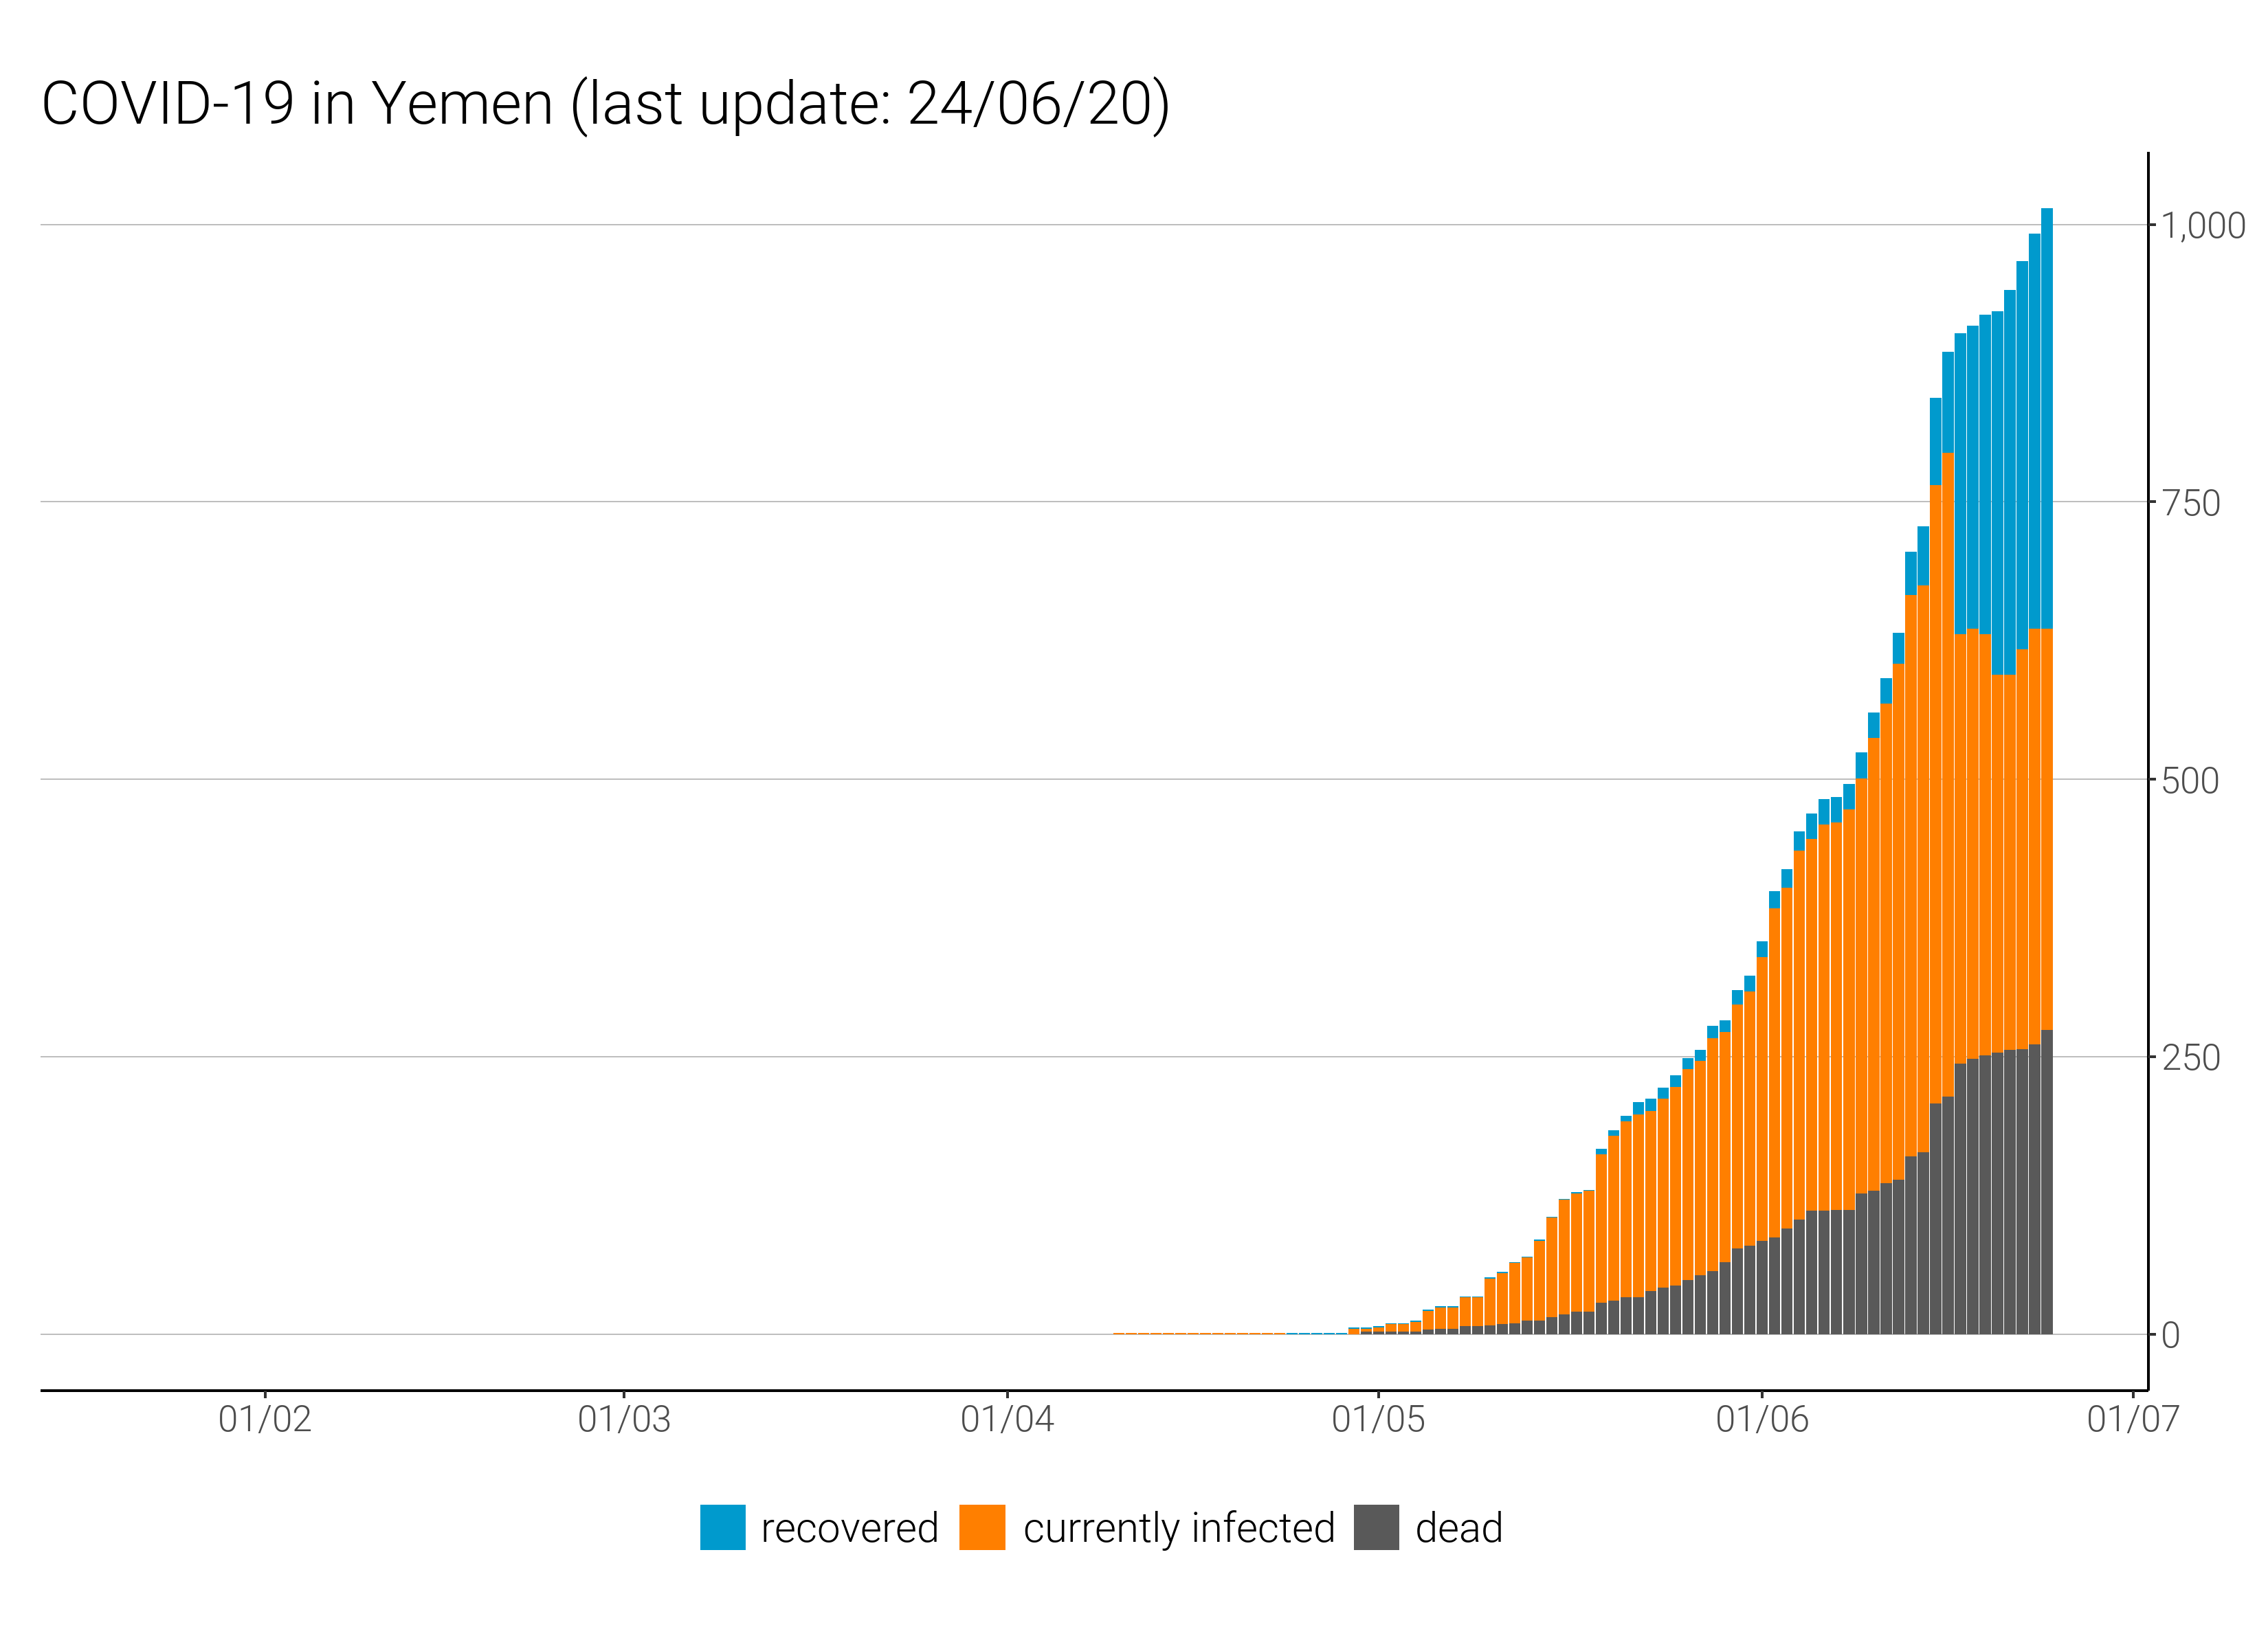 COVID-19 in Yemen (last update: 24/06/20)
1,000
750
500
250
0
01/02 01/03 01/04 01/05 01/06 01/07
recovered currently infected dead